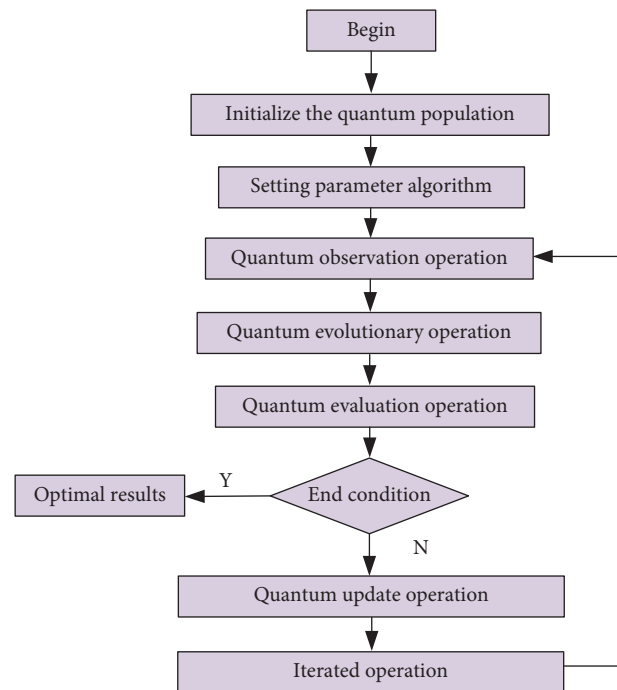 Begin
Initialize the quantum population
Setting parameter algorithm
Quantum observation operation
Quantum evolutionary operation
Quantum evaluation operation
Y
Optimal results
End condition
N
Quantum update operation
Iterated operation